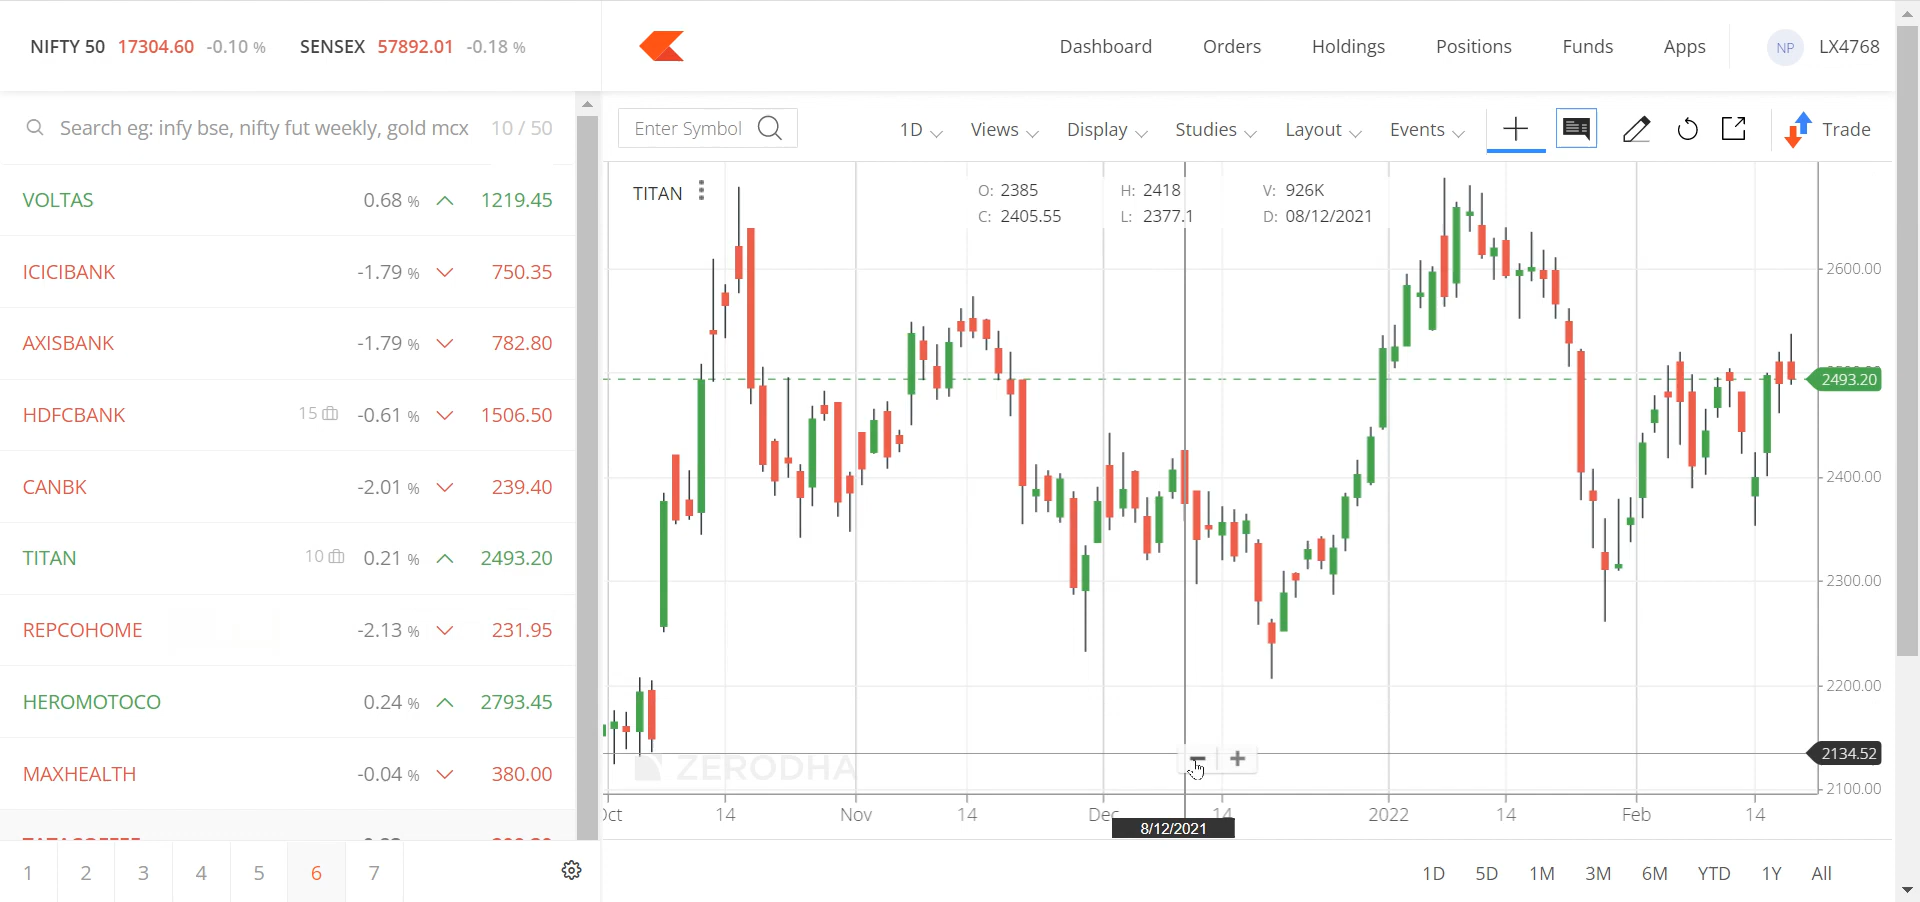 NIFTY 50 17304.60 -0.10 % SENSEX 57892.01 -0.18 %
Dashboard Orders Holdings Positions Funds Apps NP LX4768
Search eg: infy bse, nifty fut weekly, gold mcx 10 / 50
Enter Symbol 1D Views Display Studies Layout Events Trade
VOLTAS 0.68 % 1219.45
ICICIBANK -1.79 % 750.35
AXISBANK -1.79 % 782.80
HDFCBANK 15 -0.61 % 1506.50
CANBK -2.01 % 239.40
TITAN 10 0.21 % 2493.20
REPCOHOME -2.13 % 231.95
HEROMOTOCO 0.24 % 2793.45
MAXHEALTH -0.04 % 380.00
1 2 3 4 5 6 7
TITAN
O: 2385 H: 2418 V: 926K
C: 2405.55 L: 2377.1 D: 08/12/2021
2600.00
2493.20
2400.00
2300.00
2200.00
2134.52
2100.00
ZERODHA
14 Nov 14 Dec 14 2022 14 Feb 14
8/12/2021
1D 5D 1M 3M 6M YTD 1Y All